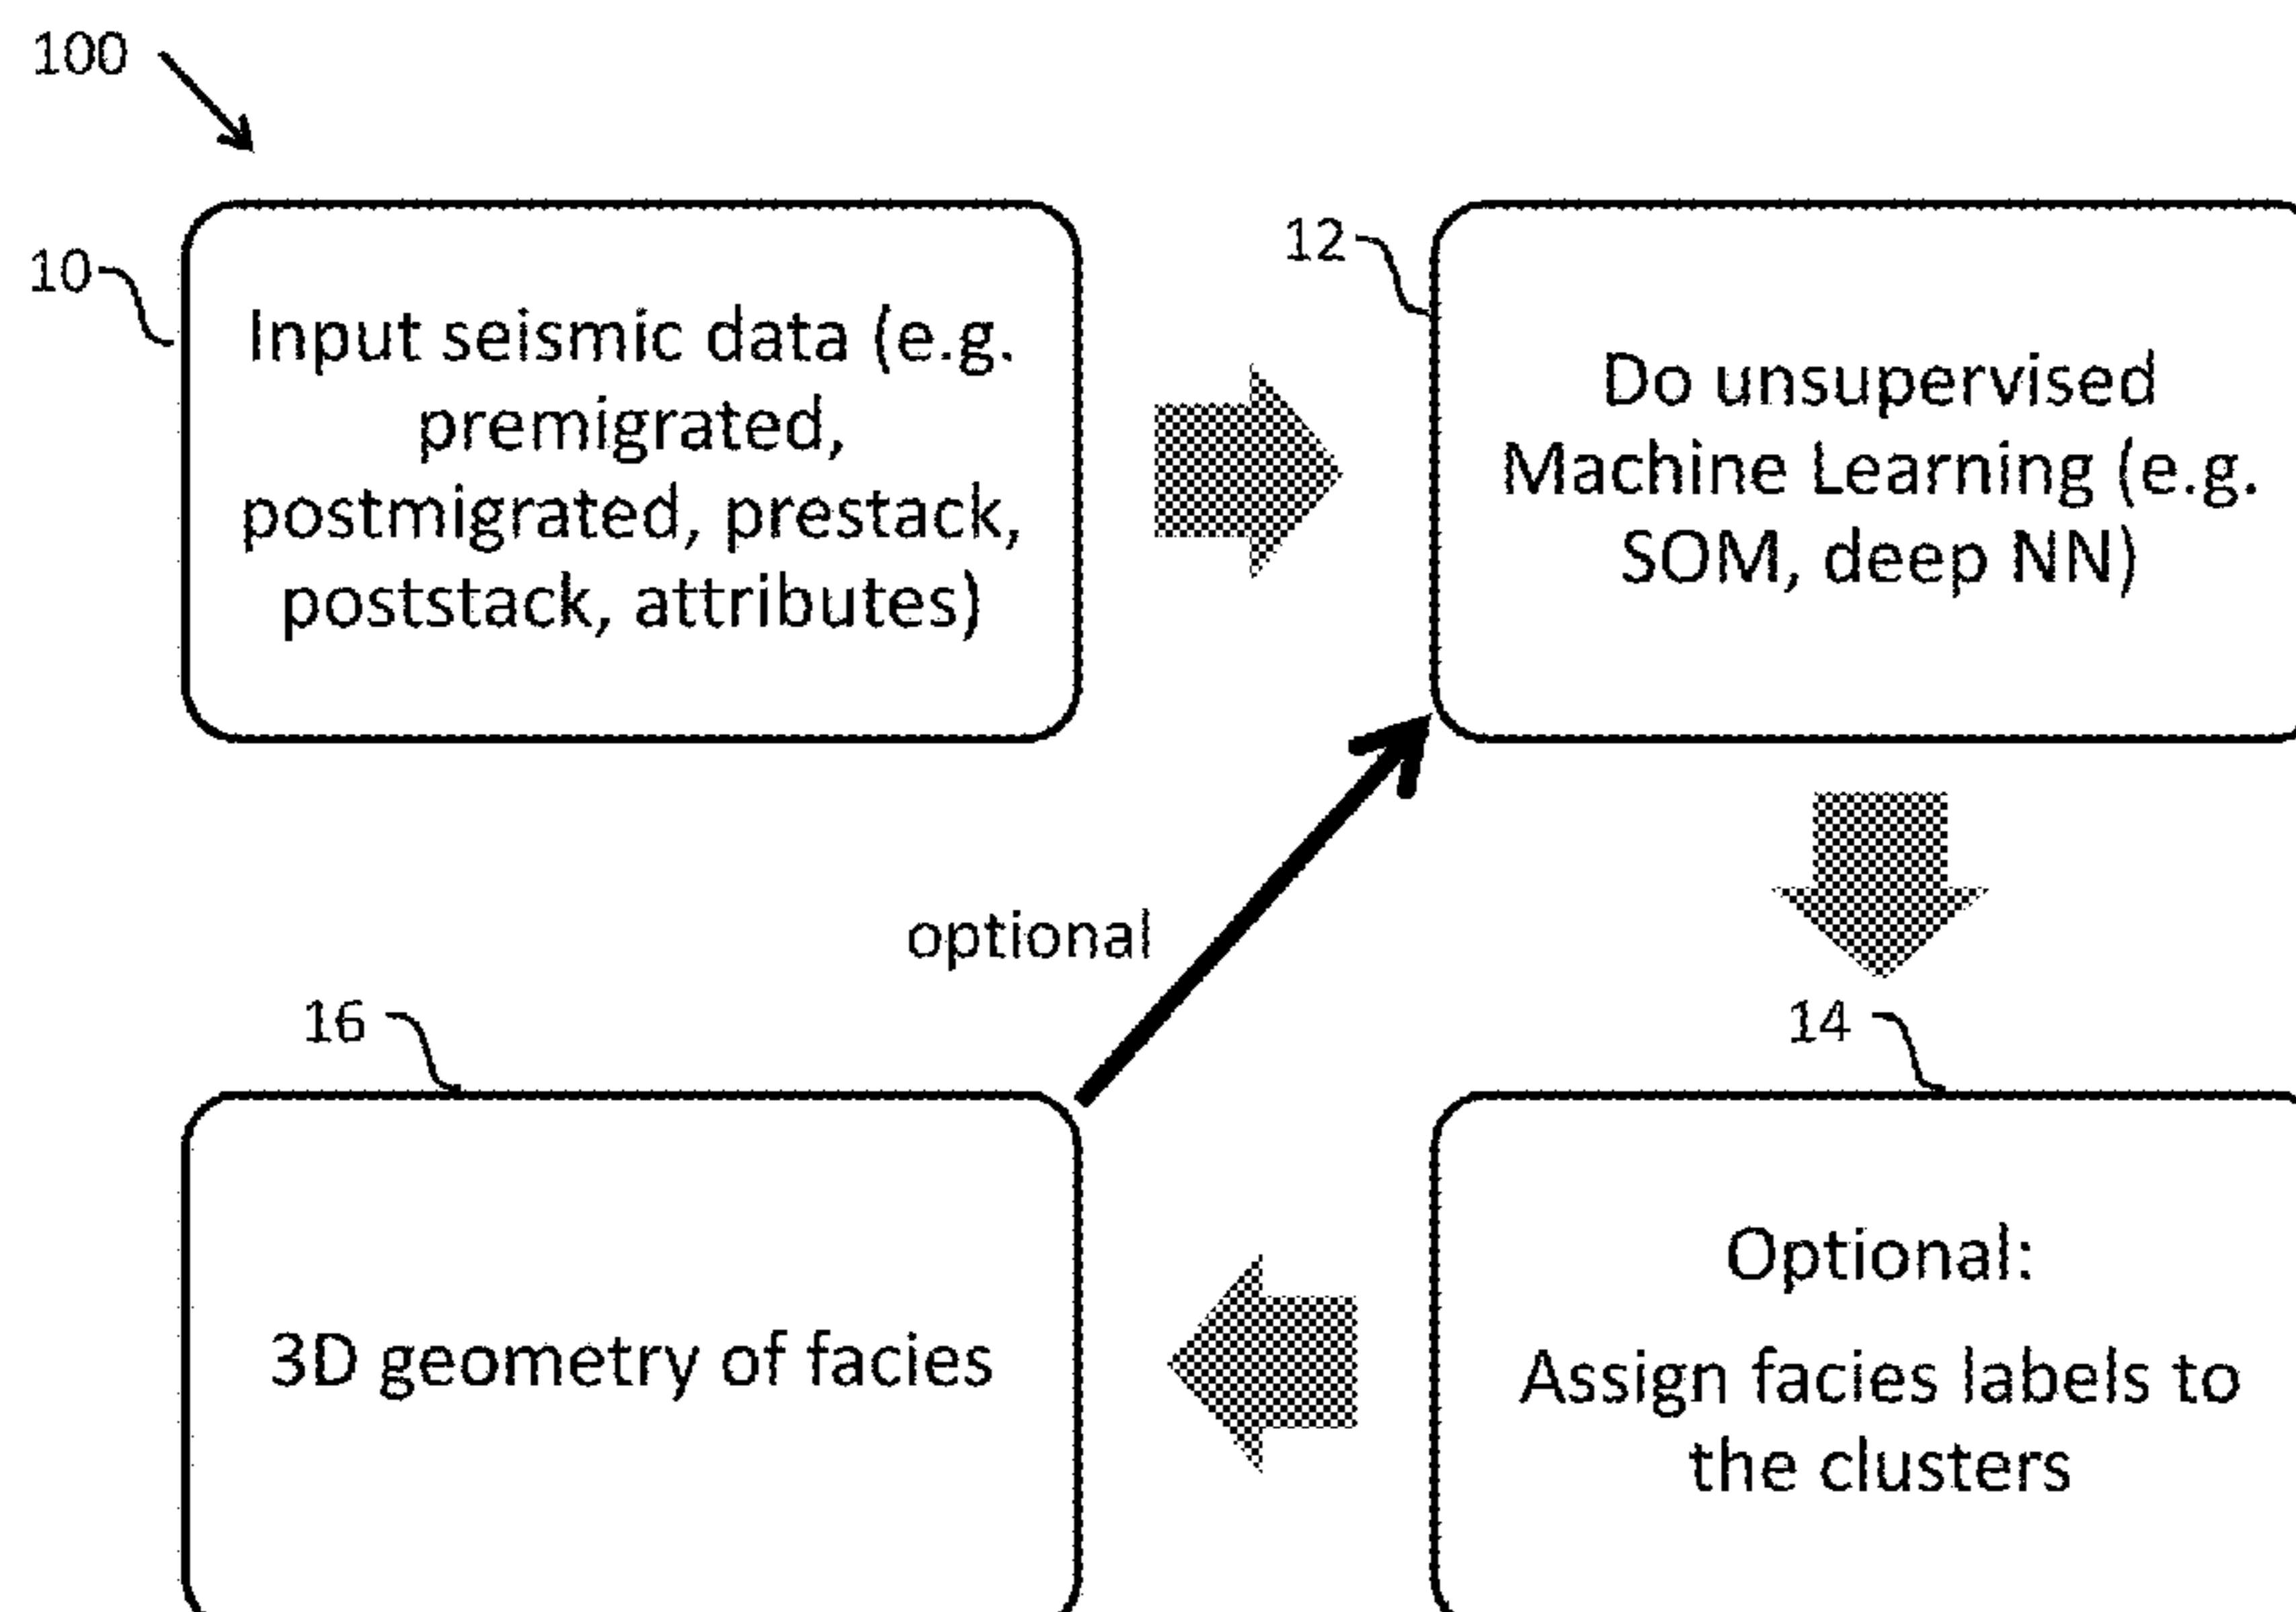 100
10
Input seismic data (e.g.
premigrated,
postmigrated, prestack,
poststack, attributes)
12
Do unsupervised
Machine Learning (e.g.
SOM, deep NN)
optional
16
3D geometry of facies
14
Optional:
Assign facies labels to
the clusters